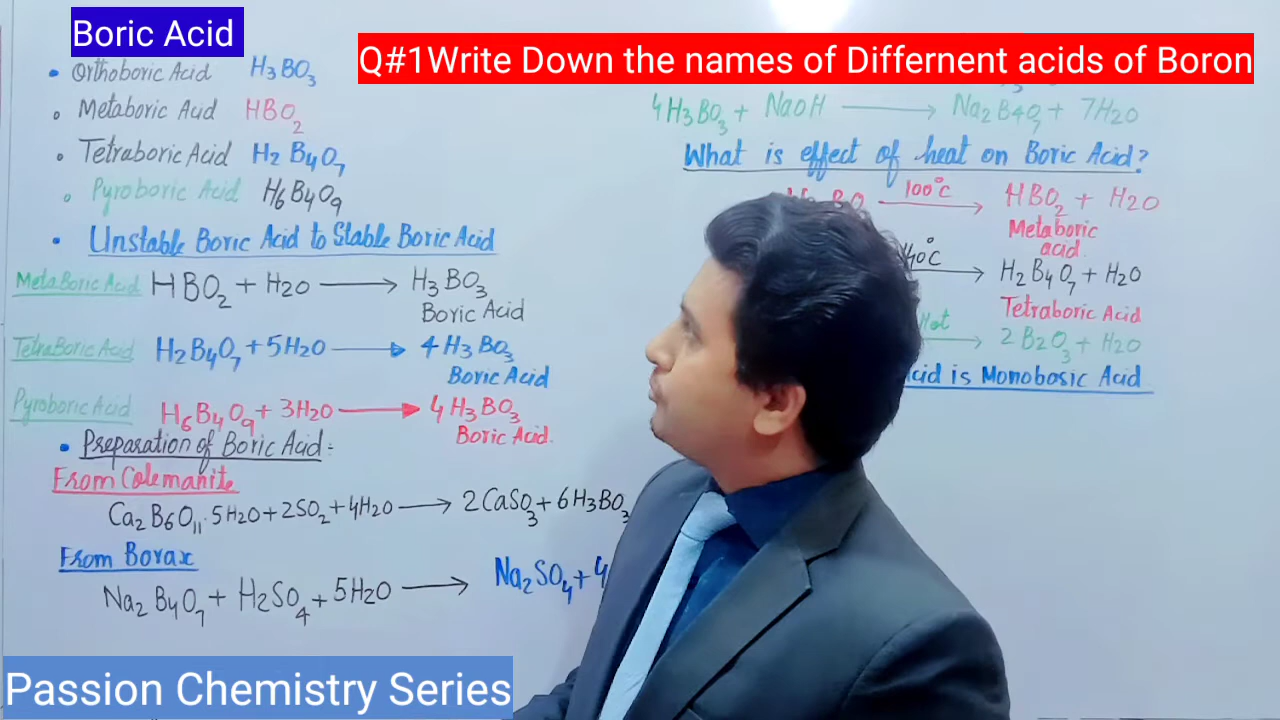 Boric Acid
Q#1Write Down the names of Differnent acids of Boron
• Orthoboric Acid H₃BO₃
• Metaboric Acid HBO₂
• Tetraboric Acid H₂B₄O₇
• Pyroboric Acid H₆B₄O₉
• Unstable Boric Acid to Stable Boric Acid
MetaBoric Acid HBO₂ + H₂O → H₃BO₃
Boric Acid
TetraBoric Acid H₂B₄O₇ + 5H₂O → 4H₃BO₃
Boric Acid
Pyroboric Acid H₆B₄O₉ + 3H₂O → 4H₃BO₃
Boric Acid.
• Preparation of Boric Acid:-
From Colemanite
Ca₂B₆O₁₁.5H₂O + 2SO₂ + 4H₂O → 2CaSO₃ + 6H₃BO₃
From Borax
Na₂B₄O₇ + H₂SO₄ + 5H₂O → Na₂SO₄ + 4
4H₃BO₃ + NaOH → Na₂B4O₇ + 7H₂O
What is effect of heat on Boric Acid?
100°C → HBO₂ + H₂O
Metaboric
acid
40°C → H₂B₄O₇ + H₂O
Tetraboric Acid
Hot → 2B₂O₃ + H₂O
cid is Monobasic Acid
Passion Chemistry Series